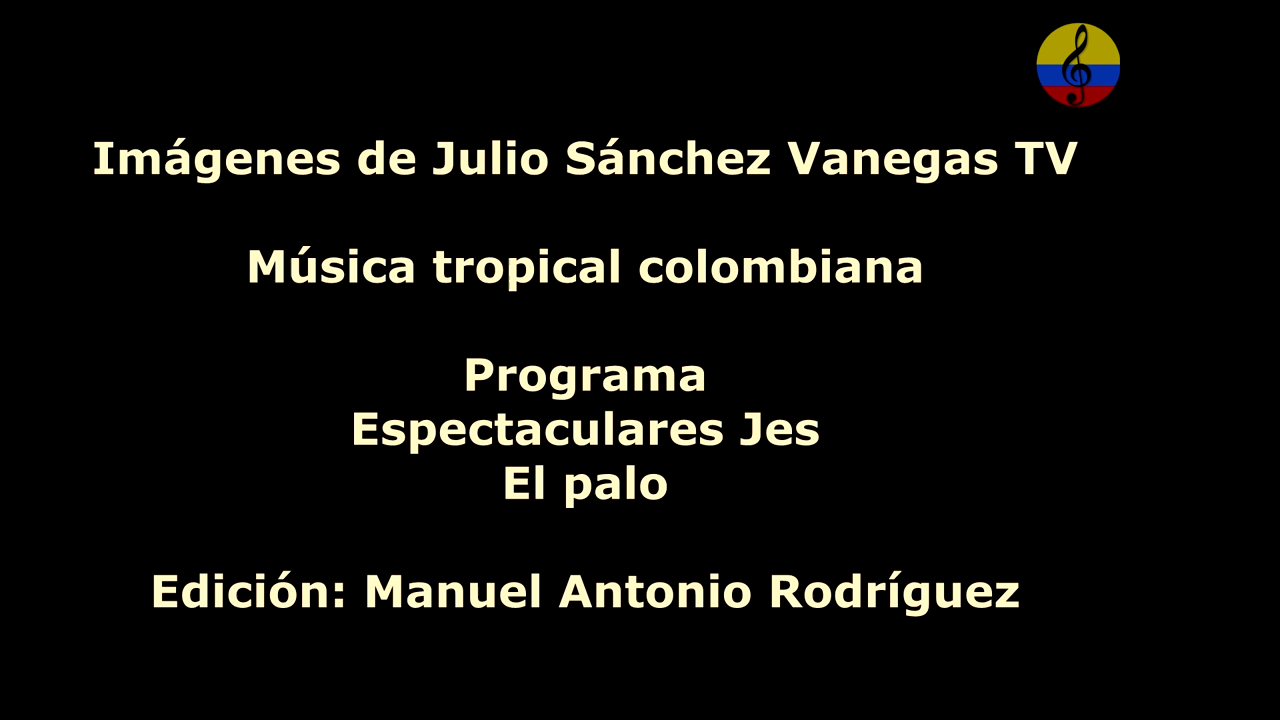 Imágenes de Julio Sánchez Vanegas TV
Música tropical colombiana
Programa
Espectaculares Jes
El palo
Edición: Manuel Antonio Rodríguez